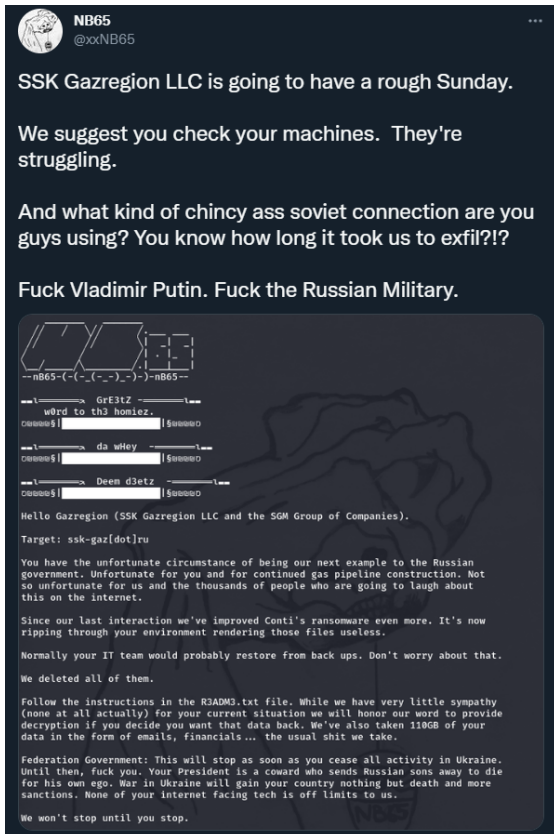 NB65
@xxNB65
SSK Gazregion LLC is going to have a rough Sunday.
We suggest you check your machines.  They're
struggling.
And what kind of chincy ass soviet connection are you
guys using? You know how long it took us to exfil?!?
Fuck Vladimir Putin. Fuck the Russian Military.
--nB65-(-(-_(-_-)_-)-)-nB65--
GrE3tZ
w0rd to th3 homiez.
da wHey
Deem d3etz
Hello Gazregion (SSK Gazregion LLC and the SGM Group of Companies).
Target: ssk-gaz[dot]ru
You have the unfortunate circumstance of being our next example to the Russian
government. Unfortunate for you and for continued gas pipeline construction. Not
so unfortunate for us and the thousands of people who are going to laugh about
this on the internet.
Since our last interaction we've improved Conti's ransomware even more. It's now
ripping through your environment rendering those files useless.
Normally your IT team would probably restore from back ups. Don't worry about that.
We deleted all of them.
Follow the instructions in the R3ADM3.txt file. While we have very little sympathy
(none at all actually) for your current situation we will honor our word to provide
decryption if you decide you want that data back. We've also taken 110GB of your
data in the form of emails, financials... the usual shit we take.
Federation Government: This will stop as soon as you cease all activity in Ukraine.
Until then, fuck you. Your President is a coward who sends Russian sons away to die
for his own ego. War in Ukraine will gain your country nothing but death and more
sanctions. None of your internet facing tech is off limits to us.
We won't stop until you stop.
NB65